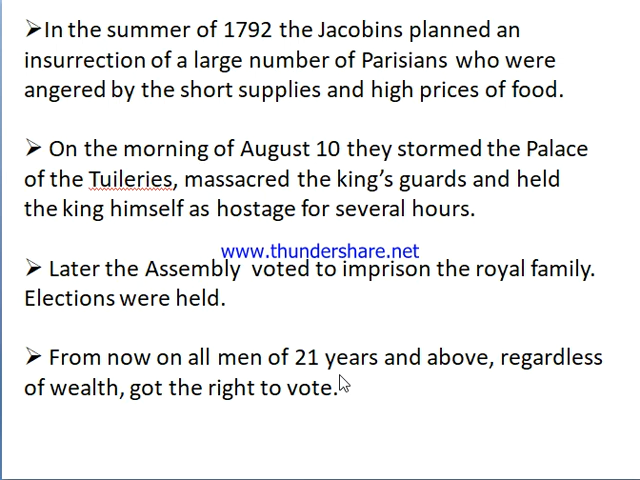 ➢In the summer of 1792 the Jacobins planned an
insurrection of a large number of Parisians who were
angered by the short supplies and high prices of food.
➢ On the morning of August 10 they stormed the Palace
of the Tuileries, massacred the king’s guards and held
the king himself as hostage for several hours.
www.thundershare.net
➢ Later the Assembly voted to imprison the royal family.
Elections were held.
➢ From now on all men of 21 years and above, regardless
of wealth, got the right to vote.